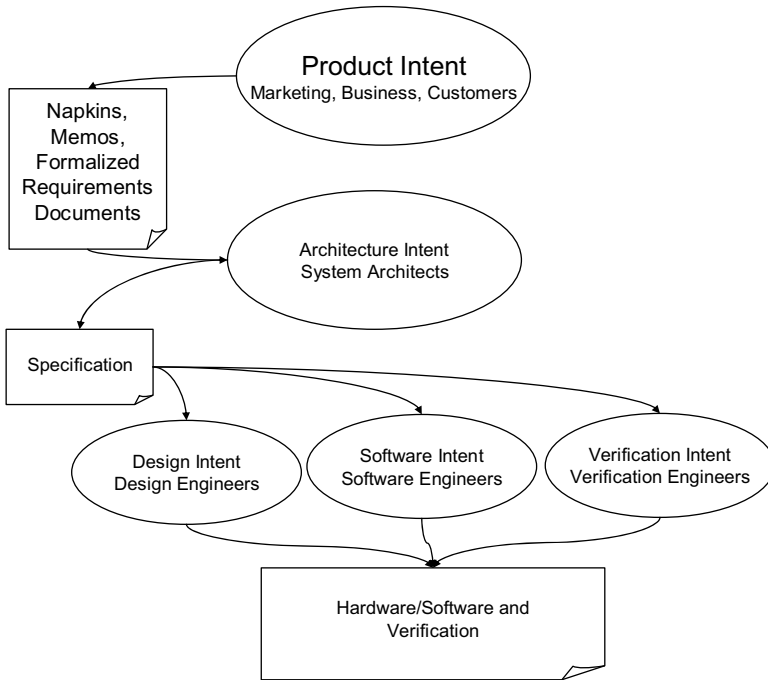 Product Intent
Marketing, Business, Customers
Napkins,
Memos,
Formalized
Requirements
Documents
Architecture Intent
System Architects
Specification
Design Intent
Design Engineers
Software Intent
Software Engineers
Verification Intent
Verification Engineers
Hardware/Software and
Verification